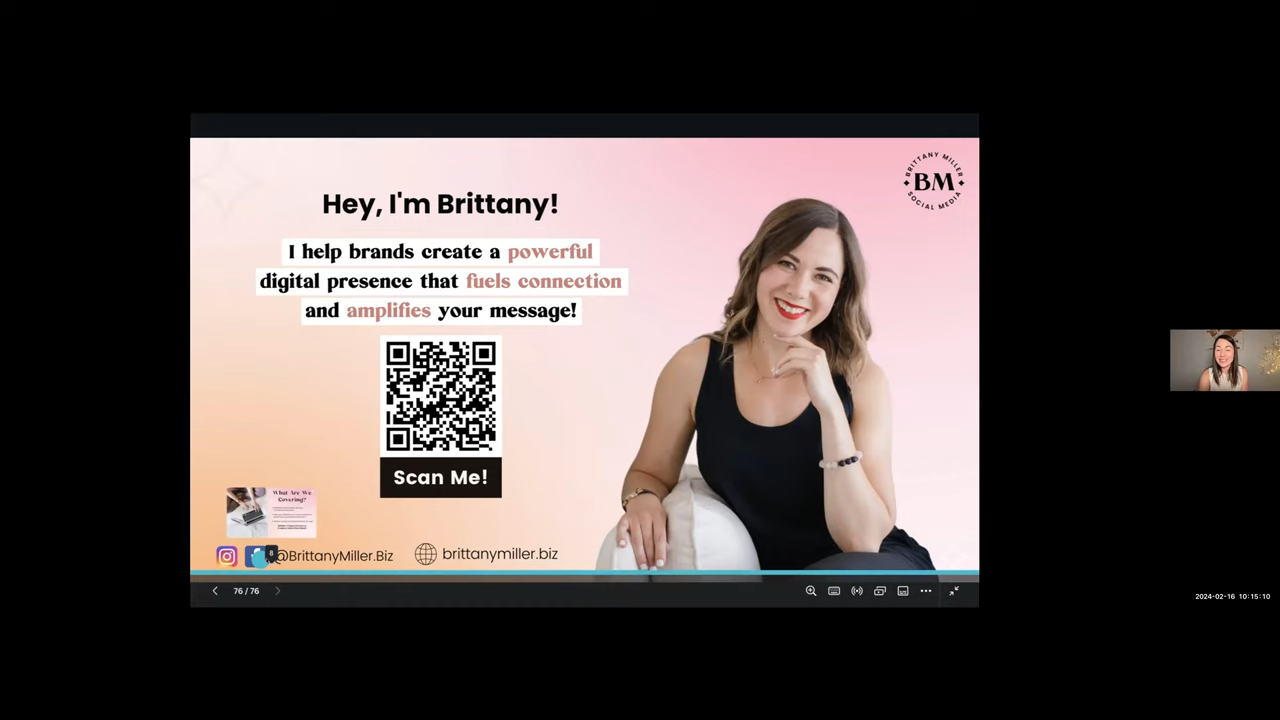 BRITTANY MILLER
BM
SOCIAL MEDIA
Hey, I'm Brittany!
I help brands create a powerful
digital presence that fuels connection
and amplifies your message!
Scan Me!
What Are We
Covering?
8
@BrittanyMiller.Biz
brittanymiller.biz
76 / 76
2024-02-16 10:15:10